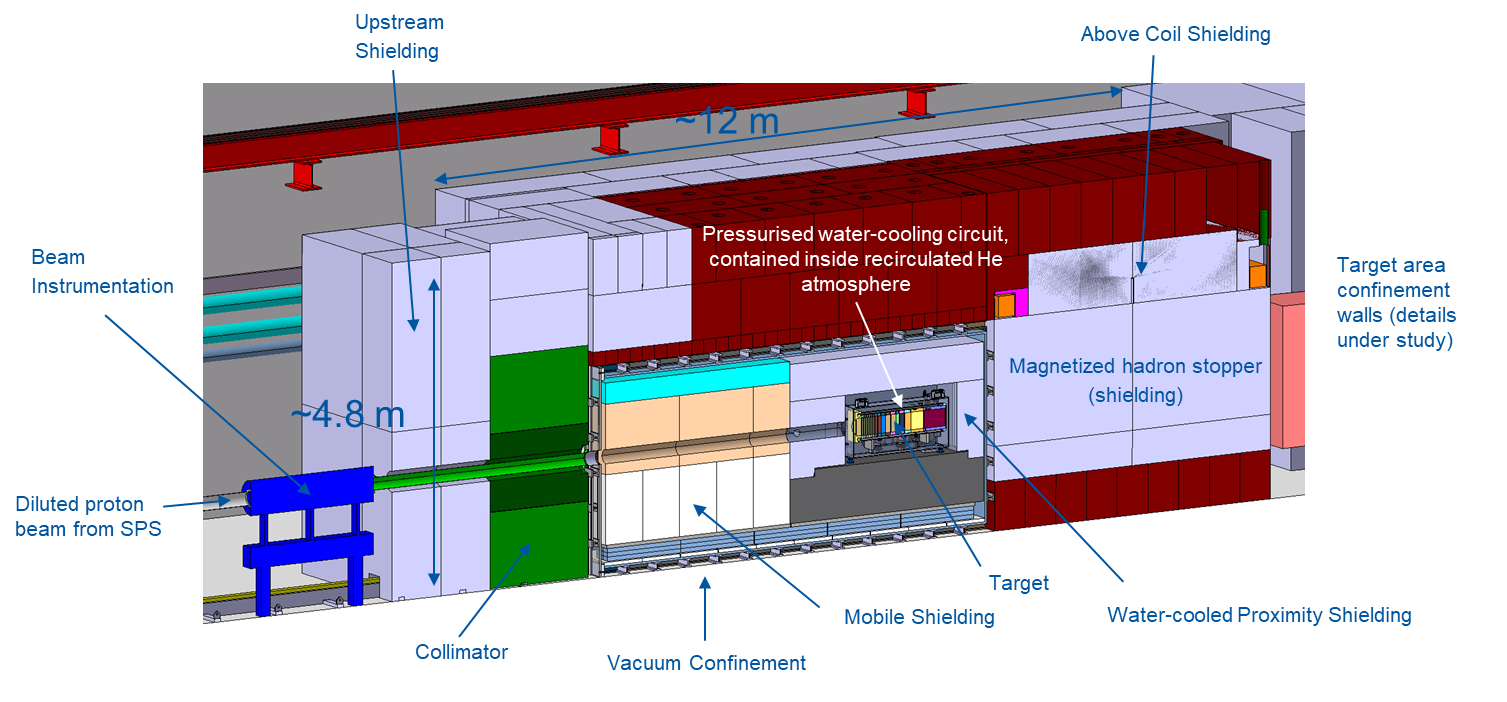 Upstream
Shielding
Above Coil Shielding
~12 m
Pressurised water-cooling circuit,
contained inside recirculated He
atmosphere
Beam
Instrumentation
Target area
confinement
walls (details
under study)
Magnetized hadron stopper
(shielding)
~4.8 m
Diluted proton
beam from SPS
Target
Mobile Shielding
Water-cooled Proximity Shielding
Collimator
Vacuum Confinement